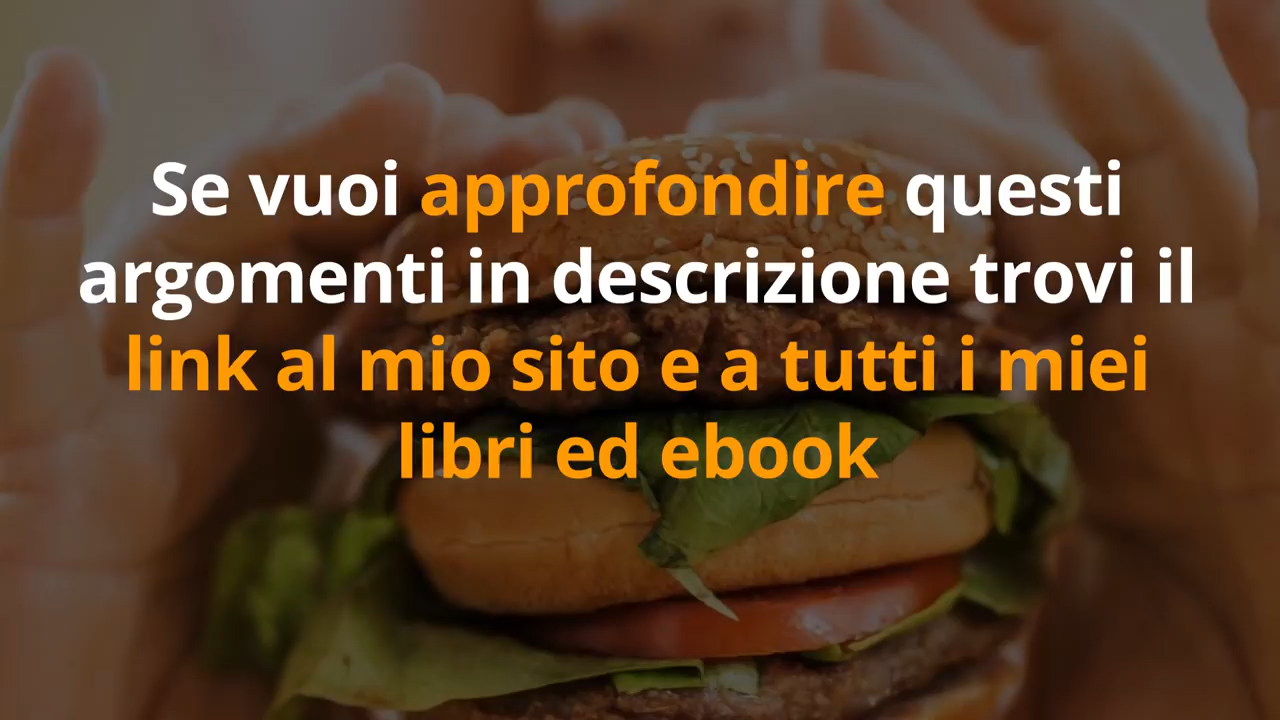 Se vuoi approfondire questi
argomenti in descrizione trovi il
link al mio sito e a tutti i miei
libri ed ebook